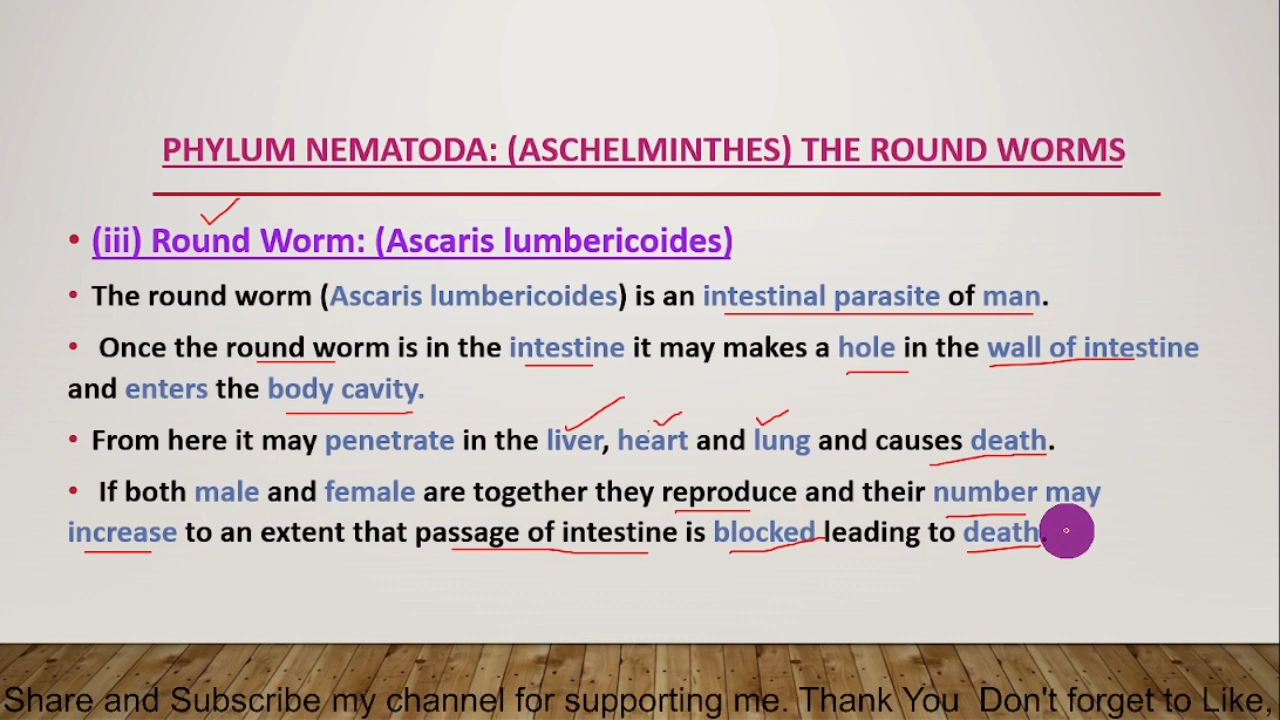 PHYLUM NEMATODA: (ASCHELMINTHES) THE ROUND WORMS
• (iii) Round Worm: (Ascaris lumbericoides)
• The round worm (Ascaris lumbericoides) is an intestinal parasite of man.
• Once the round worm is in the intestine it may makes a hole in the wall of intestine
and enters the body cavity.
• From here it may penetrate in the liver, heart and lung and causes death.
• If both male and female are together they reproduce and their number may
increase to an extent that passage of intestine is blocked leading to death.
Share and Subscribe my channel for supporting me. Thank You Don't forget to Like,